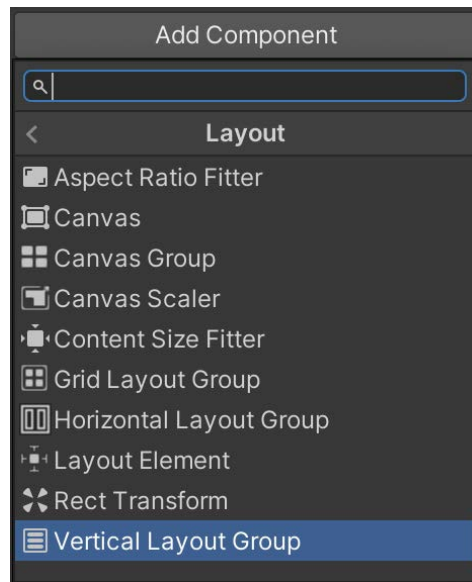 Add Component
Layout
Aspect Ratio Fitter
Canvas
Canvas Group
Canvas Scaler
Content Size Fitter
Grid Layout Group
Horizontal Layout Group
Layout Element
Rect Transform
Vertical Layout Group